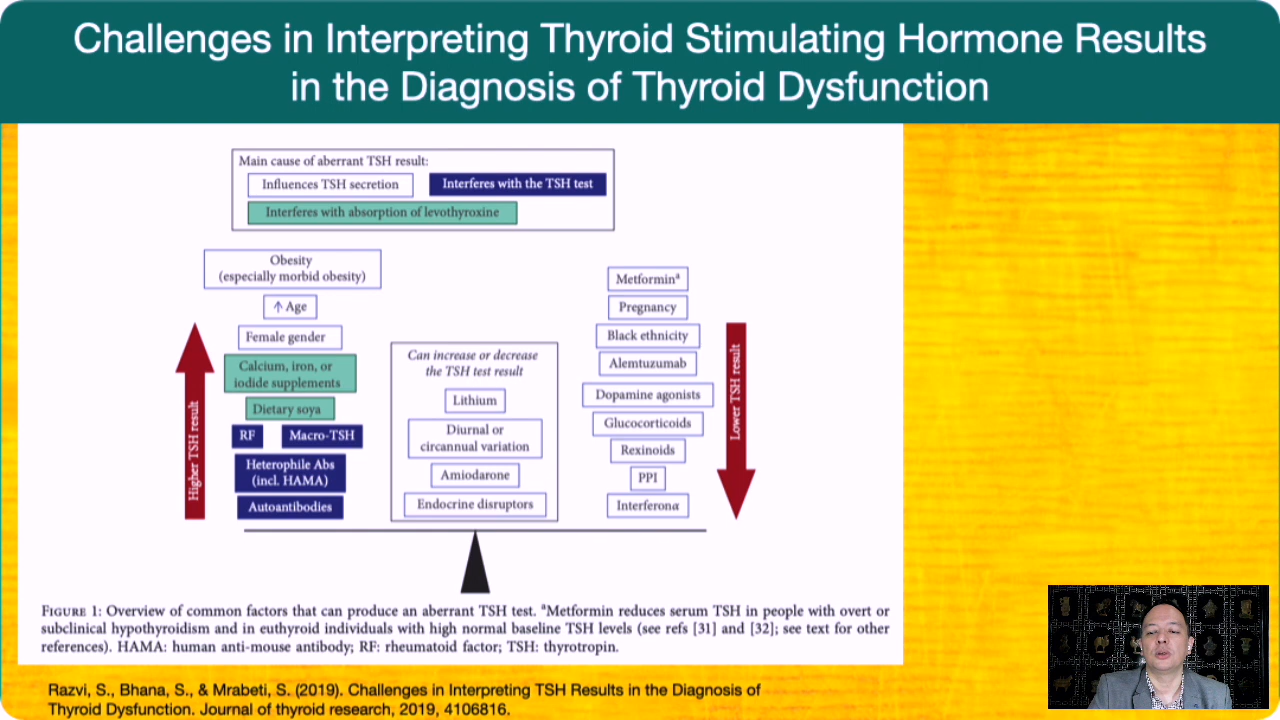 Challenges in Interpreting Thyroid Stimulating Hormone Results
in the Diagnosis of Thyroid Dysfunction
Main cause of aberrant TSH result:
Influences TSH secretion
Interferes with the TSH test
Interferes with absorption of levothyroxine
Higher TSH result
Obesity
(especially morbid obesity)
↑ Age
Female gender
Calcium, iron, or
iodide supplements
Dietary soya
RF
Macro-TSH
Heterophile Abs
(incl. HAMA)
Autoantibodies
Can increase or decrease
the TSH test result
Lithium
Diurnal or
circannual variation
Amiodarone
Endocrine disruptors
Metforminᵃ
Pregnancy
Black ethnicity
Alemtuzumab
Dopamine agonists
Glucocorticoids
Rexinoids
PPI
Interferonα
Lower TSH result
Figure 1: Overview of common factors that can produce an aberrant TSH test. ᵃMetformin reduces serum TSH in people with overt or
subclinical hypothyroidism and in euthyroid individuals with high normal baseline TSH levels (see refs [31] and [32]; see text for other
references). HAMA: human anti-mouse antibody; RF: rheumatoid factor; TSH: thyrotropin.
Razvi, S., Bhana, S., & Mrabeti, S. (2019). Challenges in Interpreting TSH Results in the Diagnosis of
Thyroid Dysfunction. Journal of thyroid research, 2019, 4106816.